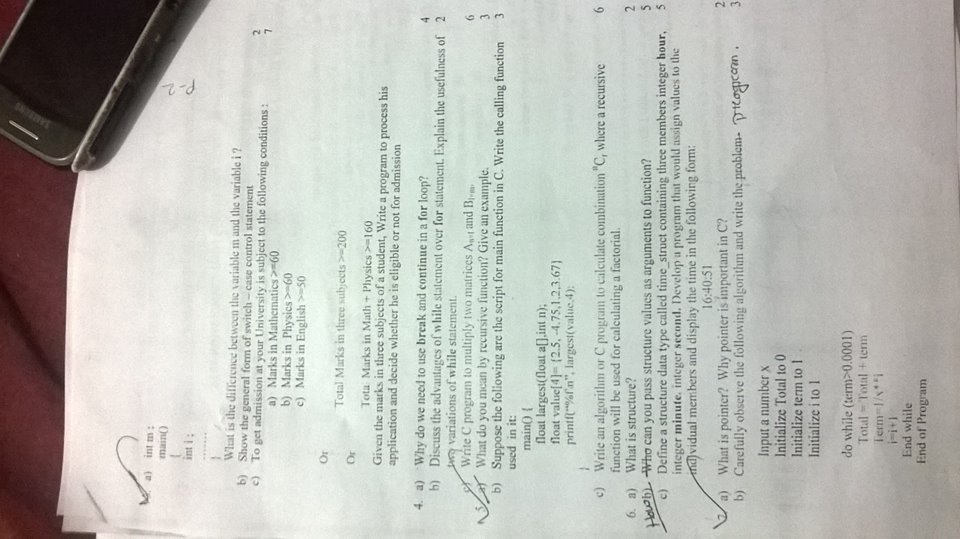 SAMSUNG
P-2
a) int m ;
main()
{
int i ;
........
}
What is the difference between the variable m and the variable i ?
b) Show the general form of switch – case control statement 2
c) To get admission at your University is subject to the following conditions : 7
a) Marks in Mathematics >=60
b) Marks in Physics >=60
c) Marks in English >=50
Or
Total Marks in three subjects >=200
Or
Tota Marks in Math + Physics >=160
Given the marks in three subjects of a student, Write a program to process his
application and decide whether he is eligible or not for admission
4. a) Why do we need to use break and continue in a for loop? 4
b) Discuss the advantages of while statement over for statement. Explain the usefulness of 2
two variations of while statement.
c) Write C program to multiply two matrices and 6
5. a) What do you mean by recursive function? Give an example. 3
b) Suppose the following are the script for main function in C. Write the calling function 3
used in it:
main() {
float largest(float a[],int n);
float value[4]= {2.5, -4,75,1.2,3.67}
printf("%f\n", largest(value,4);
}
c) Write an algorithm or C program to calculate combination ⁿCᵣ where a recursive 6
function will be used for calculating a factorial.
6. a) What is structure? 2
How b) Who can you pass structure values as arguments to function? 5
c) Define a structure data type called time_struct containing three members integer hour, 5
integer minute, integer second. Develop a program that would assign values to the
individual members and display the time in the following form:
16:40:51
a) What is pointer? Why pointer is important in C? 2
b) Carefully observe the following algorithm and write the problem- program. 3
Input a number x
Initialize Total to 0
Initialize term to 1
Initialize i to 1
do while (term>0.0001)
Total = Total + term
Term=1/x**i
i=i+1
End while
End of Program